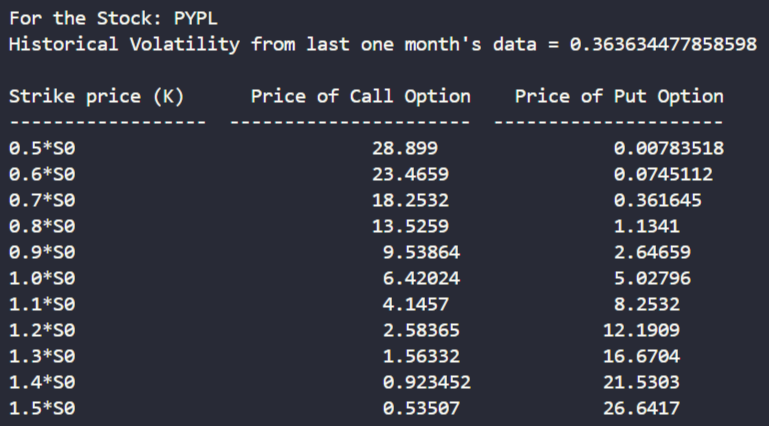 For the Stock: PYPL
Historical Volatility from last one month's data = 0.363634477858598
Strike price (K) Price of Call Option Price of Put Option
------------------ ---------------------- ---------------------
0.5*S0 28.899 0.00783518
0.6*S0 23.4659 0.0745112
0.7*S0 18.2532 0.361645
0.8*S0 13.5259 1.1341
0.9*S0 9.53864 2.64659
1.0*S0 6.42024 5.02796
1.1*S0 4.1457 8.2532
1.2*S0 2.58365 12.1909
1.3*S0 1.56332 16.6704
1.4*S0 0.923452 21.5303
1.5*S0 0.53507 26.6417